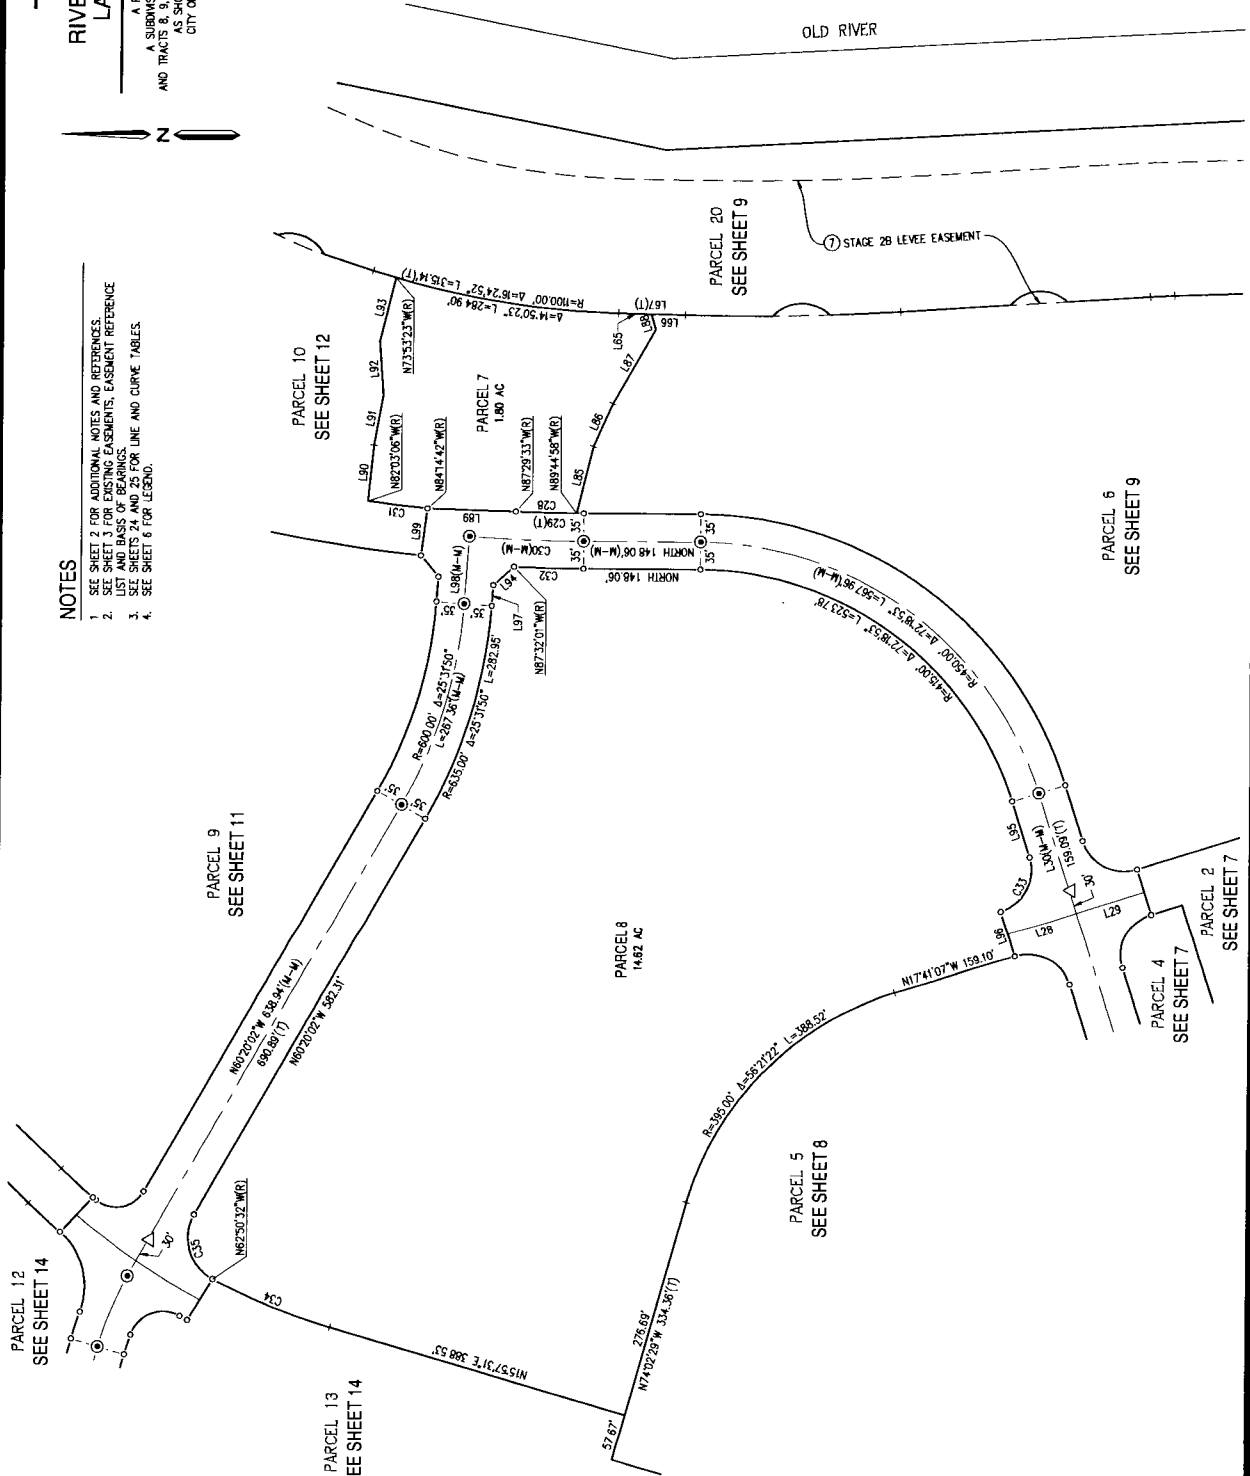 RIVE
LA
A SUBDIVIS
AND TRACTS 8, 9,
AS SHO
CITY O
Z
NOTES
1 SEE SHEET 2 FOR ADDITIONAL NOTES AND REFERENCES.
2. SEE SHEET 3 FOR EXISTING EASEMENTS, EASEMENT REFERENCE
LIST AND BASIS OF BEARINGS.
3. SEE SHEETS 24 AND 25 FOR LINE AND CURVE TABLES.
4. SEE SHEET 6 FOR LEGEND.
OLD RIVER
PARCEL 20
SEE SHEET 9
7 STAGE 2B LEVEE EASEMENT
PARCEL 10
SEE SHEET 12
L93
L92
L91
L90
N73°53'23"W(R)
Δ=14°50'23" L=284.90'
R=1100.00' Δ=16°24'52" L=315.14'(T)
L65
L67(T)
L88
L66
L87
L86
L85
PARCEL 7
1.80 AC
N82°03'06"W(R)
N84°14'42"W(R)
N87°29'33"W(R)
N89°44'58"W(R)
C31
L99
L89
C28
C29(T)
C30(M-M)
L98(M-M)
35'
35'
L94
L97
C32
35'
35'
N87°32'01"W(R)
NORTH 148.06'(M-M)
NORTH 148.06'
35'
35'
R=600.00' Δ=25°31'50"
L=267.36'(M-M)
R=635.00' Δ=25°31'50" L=282.95'
35'
35'
PARCEL 6
SEE SHEET 9
R=450.00' Δ=72°18'53" L=567.96'(M-M)
R=415.00' Δ=72°18'53" L=523.78'
PARCEL 9
SEE SHEET 11
N60°20'02"W 638.94'(M-M)
690.89'(T)
N60°20'02"W 582.31'
PARCEL 8
14.62 AC
L95
L30(M-M)
159.09'(T)
C33
L96
L28
30'
L29
PARCEL 2
SEE SHEET 7
PARCEL 4
SEE SHEET 7
N17°41'07"W 159.10'
R=395.00' Δ=56°21'22" L=388.52'
PARCEL 5
SEE SHEET 8
PARCEL 12
SEE SHEET 14
30'
C35
N62°50'32"W(R)
C34
N15°57'31"E 388.53'
276.69'
N74°02'29"W 334.36'(T)
57.67'
PARCEL 13
EE SHEET 14